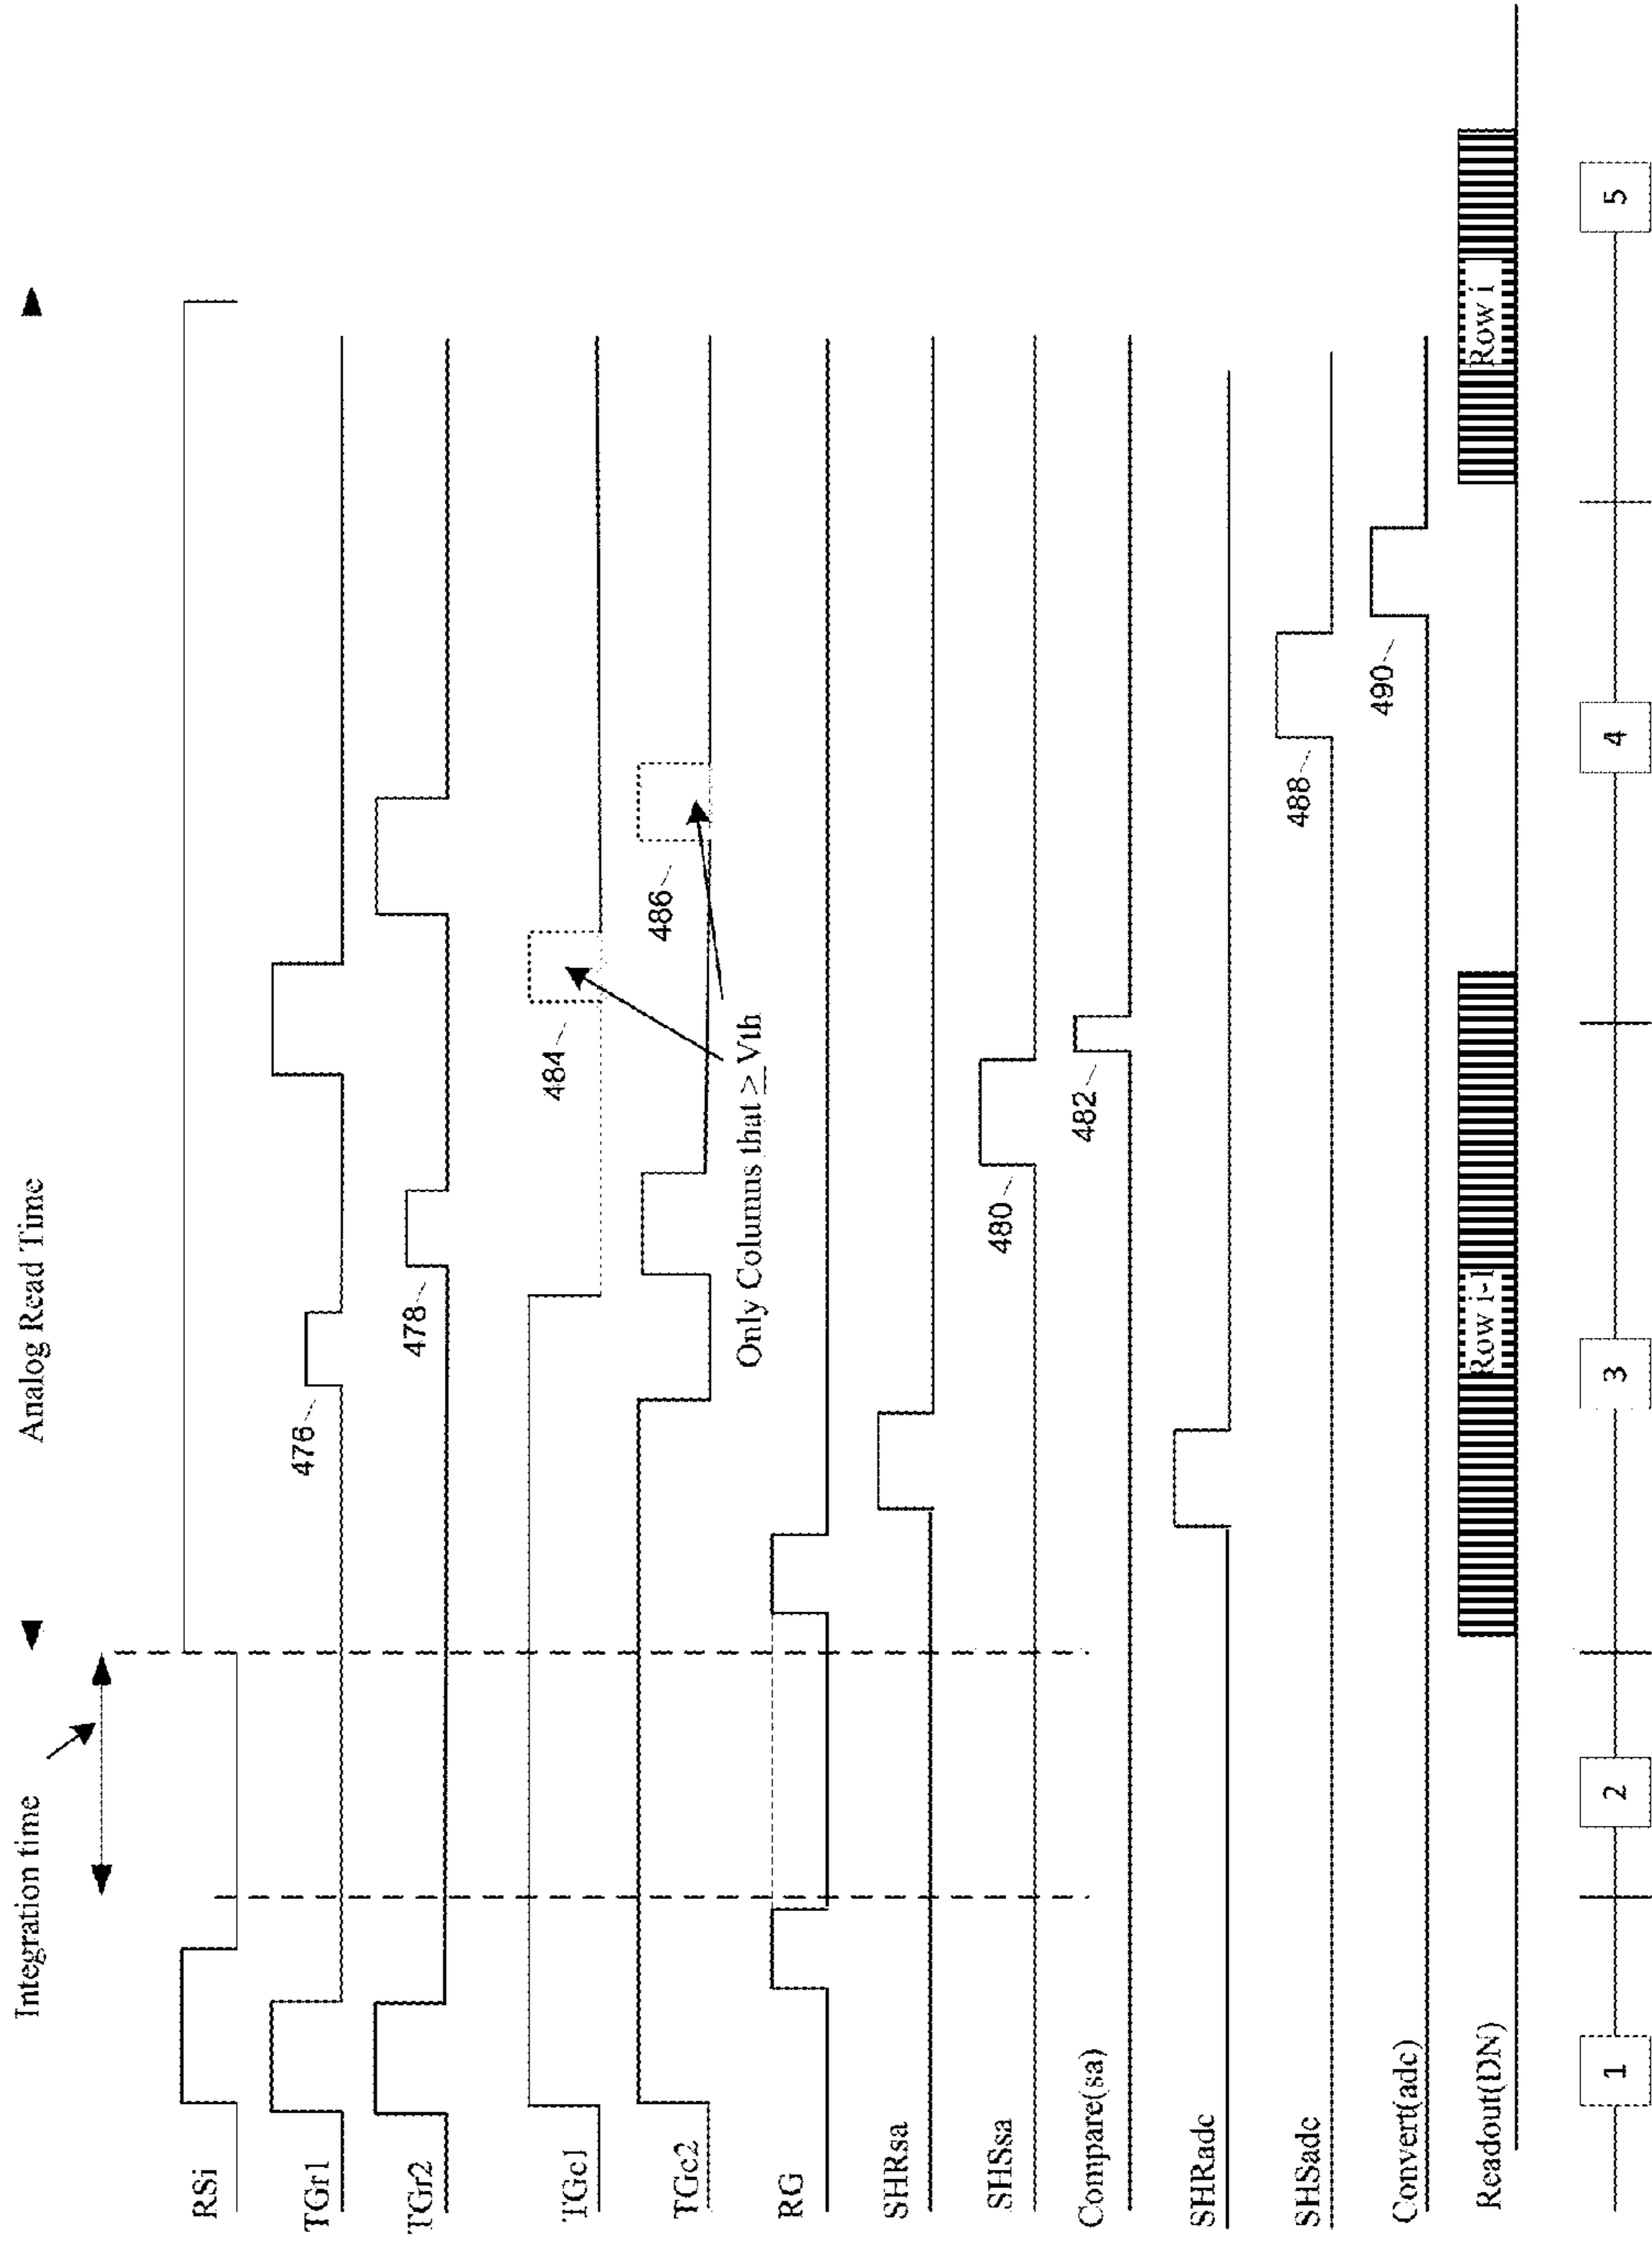 Integration time
Analog Read Time
RSi
TGr1
476
TGr2
478
TGc1
484
TGc2
486
Only Columns that ≥ Vth
RG
SHRsa
SHSsa
480
Compare(sa)
482
SHRadc
SHSadc
488
Convert(adc)
490
Readout(DN)
Row i-1
Row i
1
2
3
4
5